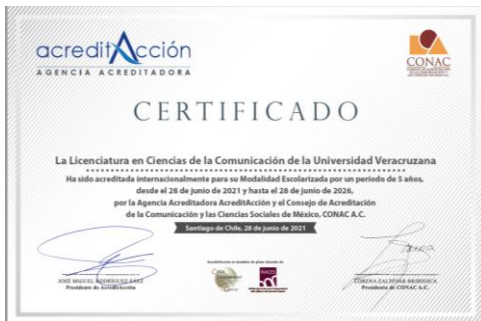 acreditAcción
AGENCIA ACREDITADORA
CONAC
CERTIFICADO
La Licenciatura en Ciencias de la Comunicación de la Universidad Veracruzana
Ha sido acreditada internacionalmente para su Modalidad Escolarizada por un periodo de 5 años,
desde el 28 de junio de 2021 y hasta el 28 de junio de 2026,
por la Agencia Acreditadora AcreditAcción y el Consejo de Acreditación
de la Comunicación y las Ciencias Sociales de México, CONAC A.C.
Santiago de Chile, 28 de junio de 2021
JOSÉ MIGUEL RODRÍGUEZ SÁEZ
Presidente de AcreditAcción
Presidenta de CONAC A.C.